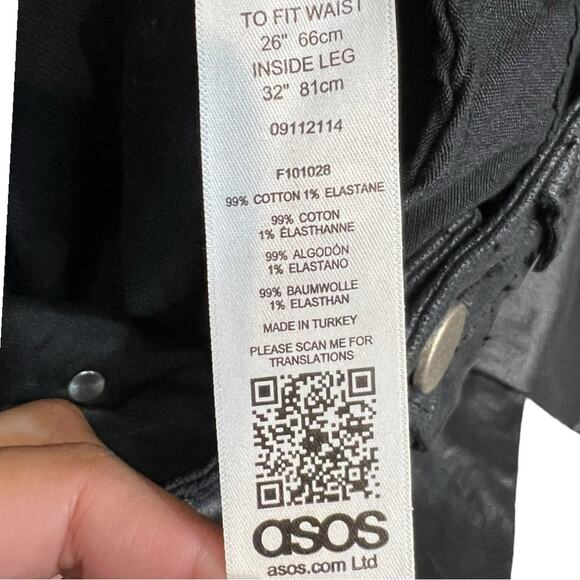 TO FIT WAIST
26" 66cm
INSIDE LEG
32" 81cm
09112114
F101028
99% COTTON 1% ELASTANE
99% COTON
1% ÉLASTHANNE
99% ALGODÓN
1% ELASTANO
99% BAUMWOLLE
1% ELASTHAN
MADE IN TURKEY
PLEASE SCAN ME FOR
TRANSLATIONS
asos
asos.com Ltd